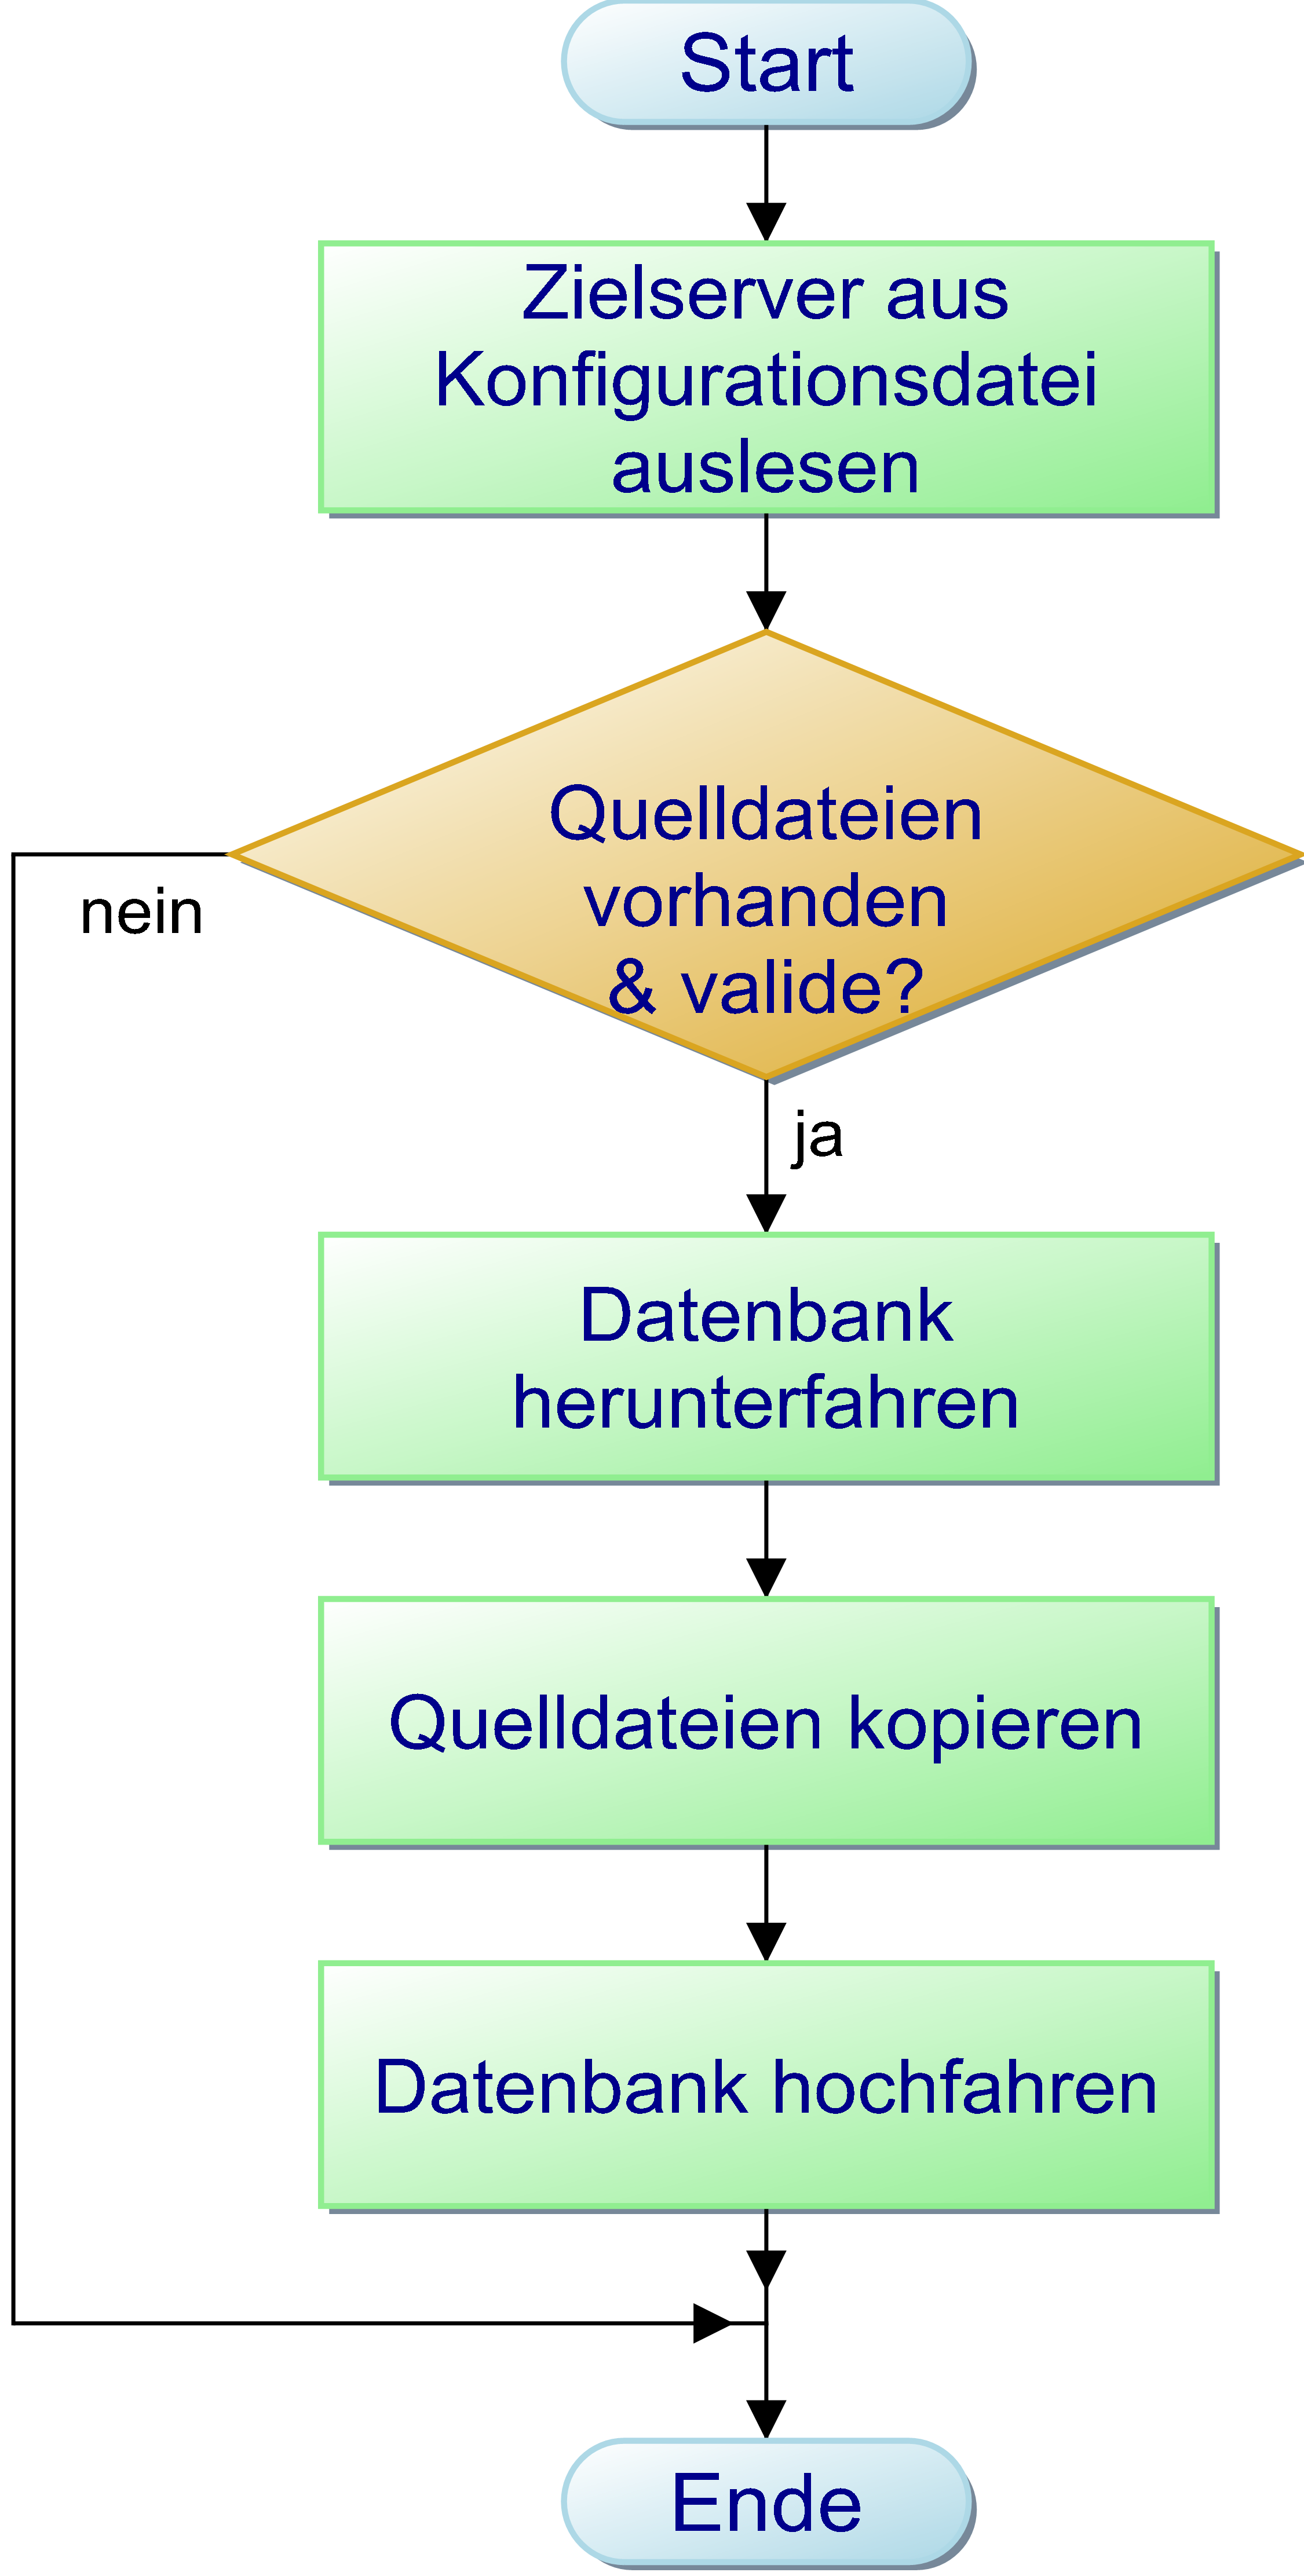 Start
Zielserver aus
Konfigurationsdatei
auslesen
Quelldateien
vorhanden
& valide?
nein
ja
Datenbank
herunterfahren
Quelldateien kopieren
Datenbank hochfahren
Ende